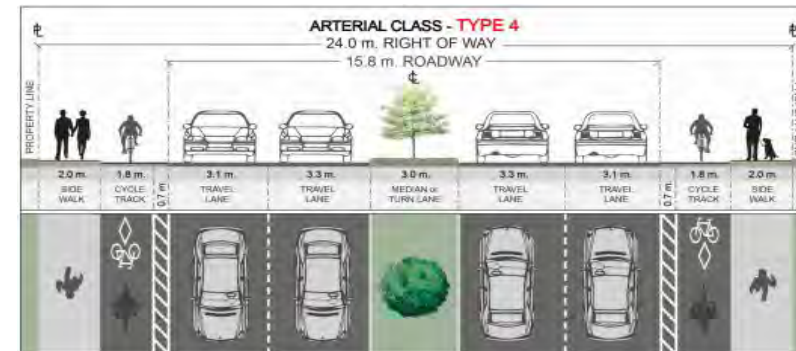 ARTERIAL CLASS - TYPE 4
24.0 m. RIGHT OF WAY
15.8 m. ROADWAY
PROPERTY LINE
2.0 m. 1.8 m. 0.7 m. 3.1 m. 3.3 m. 3.0 m. 3.3 m. 3.1 m. 0.7 m. 1.8 m. 2.0 m.
SIDE CYCLE TRAVEL TRAVEL MEDIAN or TRAVEL TRAVEL CYCLE SIDE
WALK TRACK LANE LANE TURN LANE LANE LANE TRACK WALK